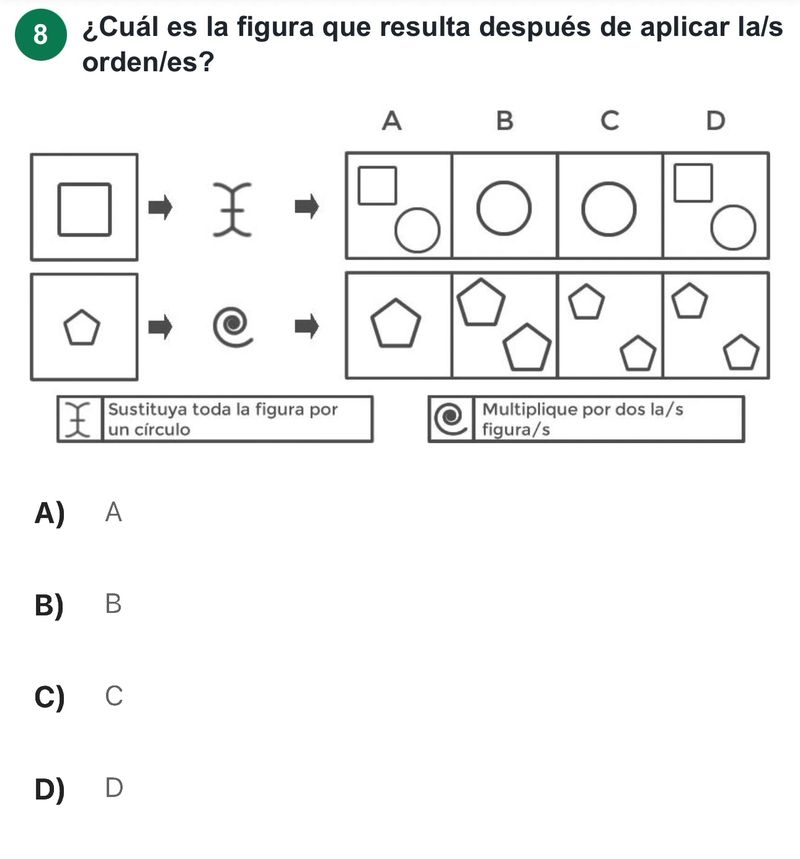 8 ¿Cuál es la figura que resulta después de aplicar la/s
orden/es?
A B C D
Sustituya toda la figura por
un círculo
Multiplique por dos la/s
figura/s
A) A
B) B
C) C
D) D